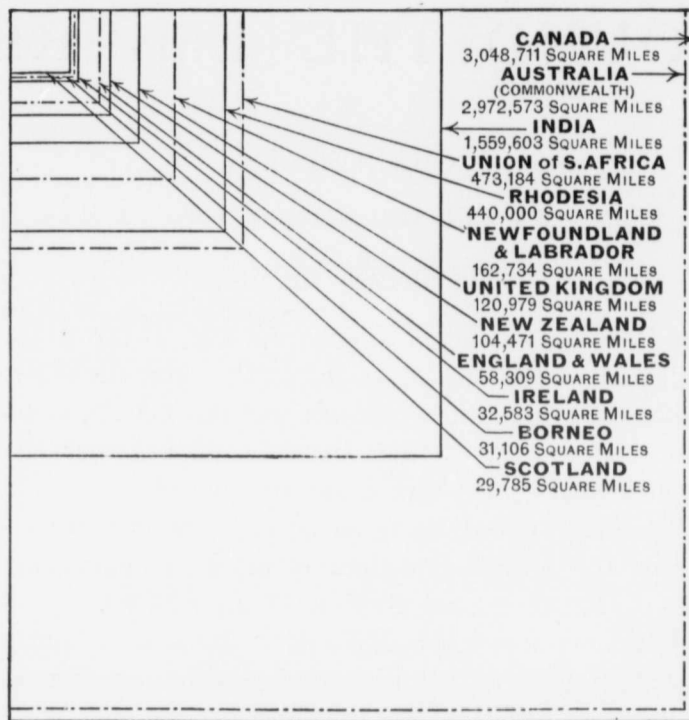 CANADA
3,048,711 SQUARE MILES
AUSTRALIA
(COMMONWEALTH)
2,972,573 SQUARE MILES
INDIA
1,559,603 SQUARE MILES
UNION of S. AFRICA
473,184 SQUARE MILES
RHODESIA
440,000 SQUARE MILES
NEWFOUNDLAND
& LABRADOR
162,734 SQUARE MILES
UNITED KINGDOM
120,979 SQUARE MILES
NEW ZEALAND
104,471 SQUARE MILES
ENGLAND & WALES
58,309 SQUARE MILES
IRELAND
32,583 SQUARE MILES
BORNEO
31,106 SQUARE MILES
SCOTLAND
29,785 SQUARE MILES